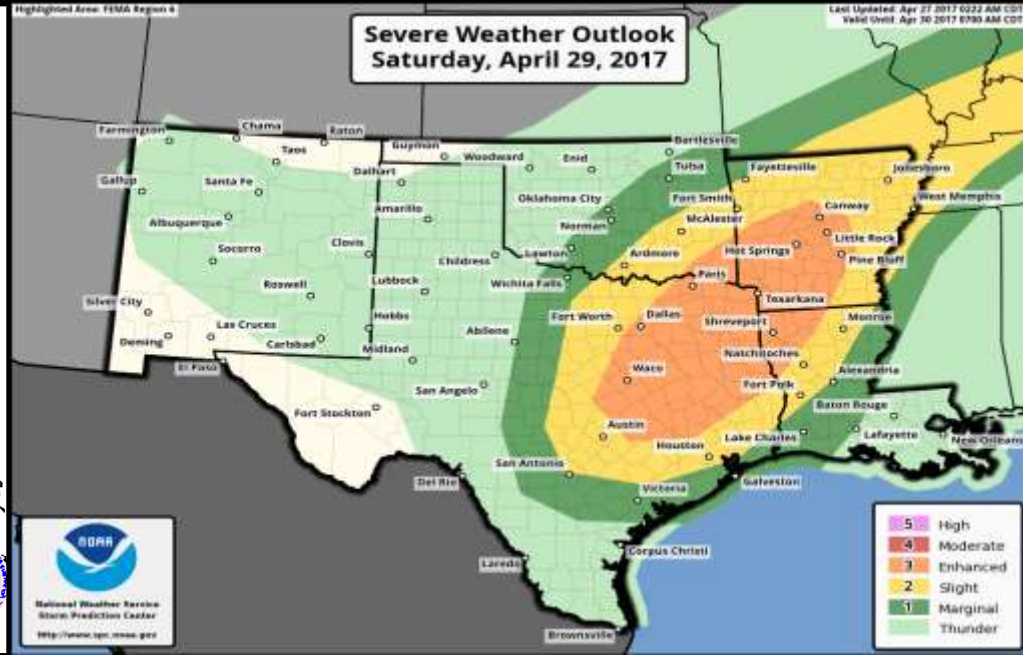 Highlighted Area: FEMA Region 6
Last Updated: Apr 27 2017 0222 AM CDT
Valid Until: Apr 30 2017 0700 AM CDT
Severe Weather Outlook
Saturday, April 29, 2017
Farmington
Chama
Raton
Taos
Guymon
Woodward
Enid
Bartlesville
Tulsa
Fayetteville
Jonesboro
Gallup
Santa Fe
Dalhart
Amarillo
Oklahoma City
Norman
Fort Smith
McAlester
Conway
West Memphis
Albuquerque
Socorro
Clovis
Childress
Lawton
Ardmore
Hot Springs
Little Rock
Pine Bluff
Roswell
Lubbock
Wichita Falls
Paris
Texarkana
Silver City
Las Cruces
Hobbs
Abilene
Fort Worth
Dallas
Shreveport
Monroe
Deming
Carlsbad
Midland
El Paso
Natchitoches
Waco
Alexandria
San Angelo
Fort Polk
Fort Stockton
Baton Rouge
Austin
Houston
Lake Charles
Lafayette
New Orleans
San Antonio
Del Rio
Victoria
Galveston
Corpus Christi
Laredo
Brownsville
NOAA
National Weather Service
Storm Prediction Center
http://www.spc.noaa.gov
5 High
4 Moderate
3 Enhanced
2 Slight
1 Marginal
Thunder